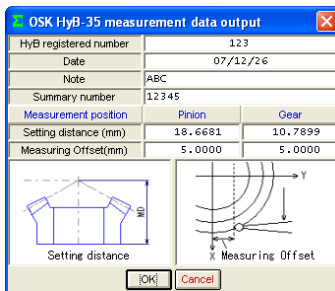 Σ OSK HyB-35 measurement data output
HyB registered number 123
Date 07/12/26
Note ABC
Summary number 12345
Measurement position Pinion Gear
Setting distance (mm) 18.6681 10.7899
Measuring Offset(mm) 5.0000 5.0000
MD
Setting distance
Y
X Measuring Offset
OK Cancel